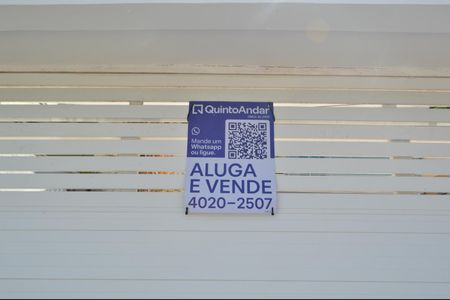 QuintoAndar
Mande um
Whatsapp
ou ligue.
ALUGA
E VENDE
4020-2507